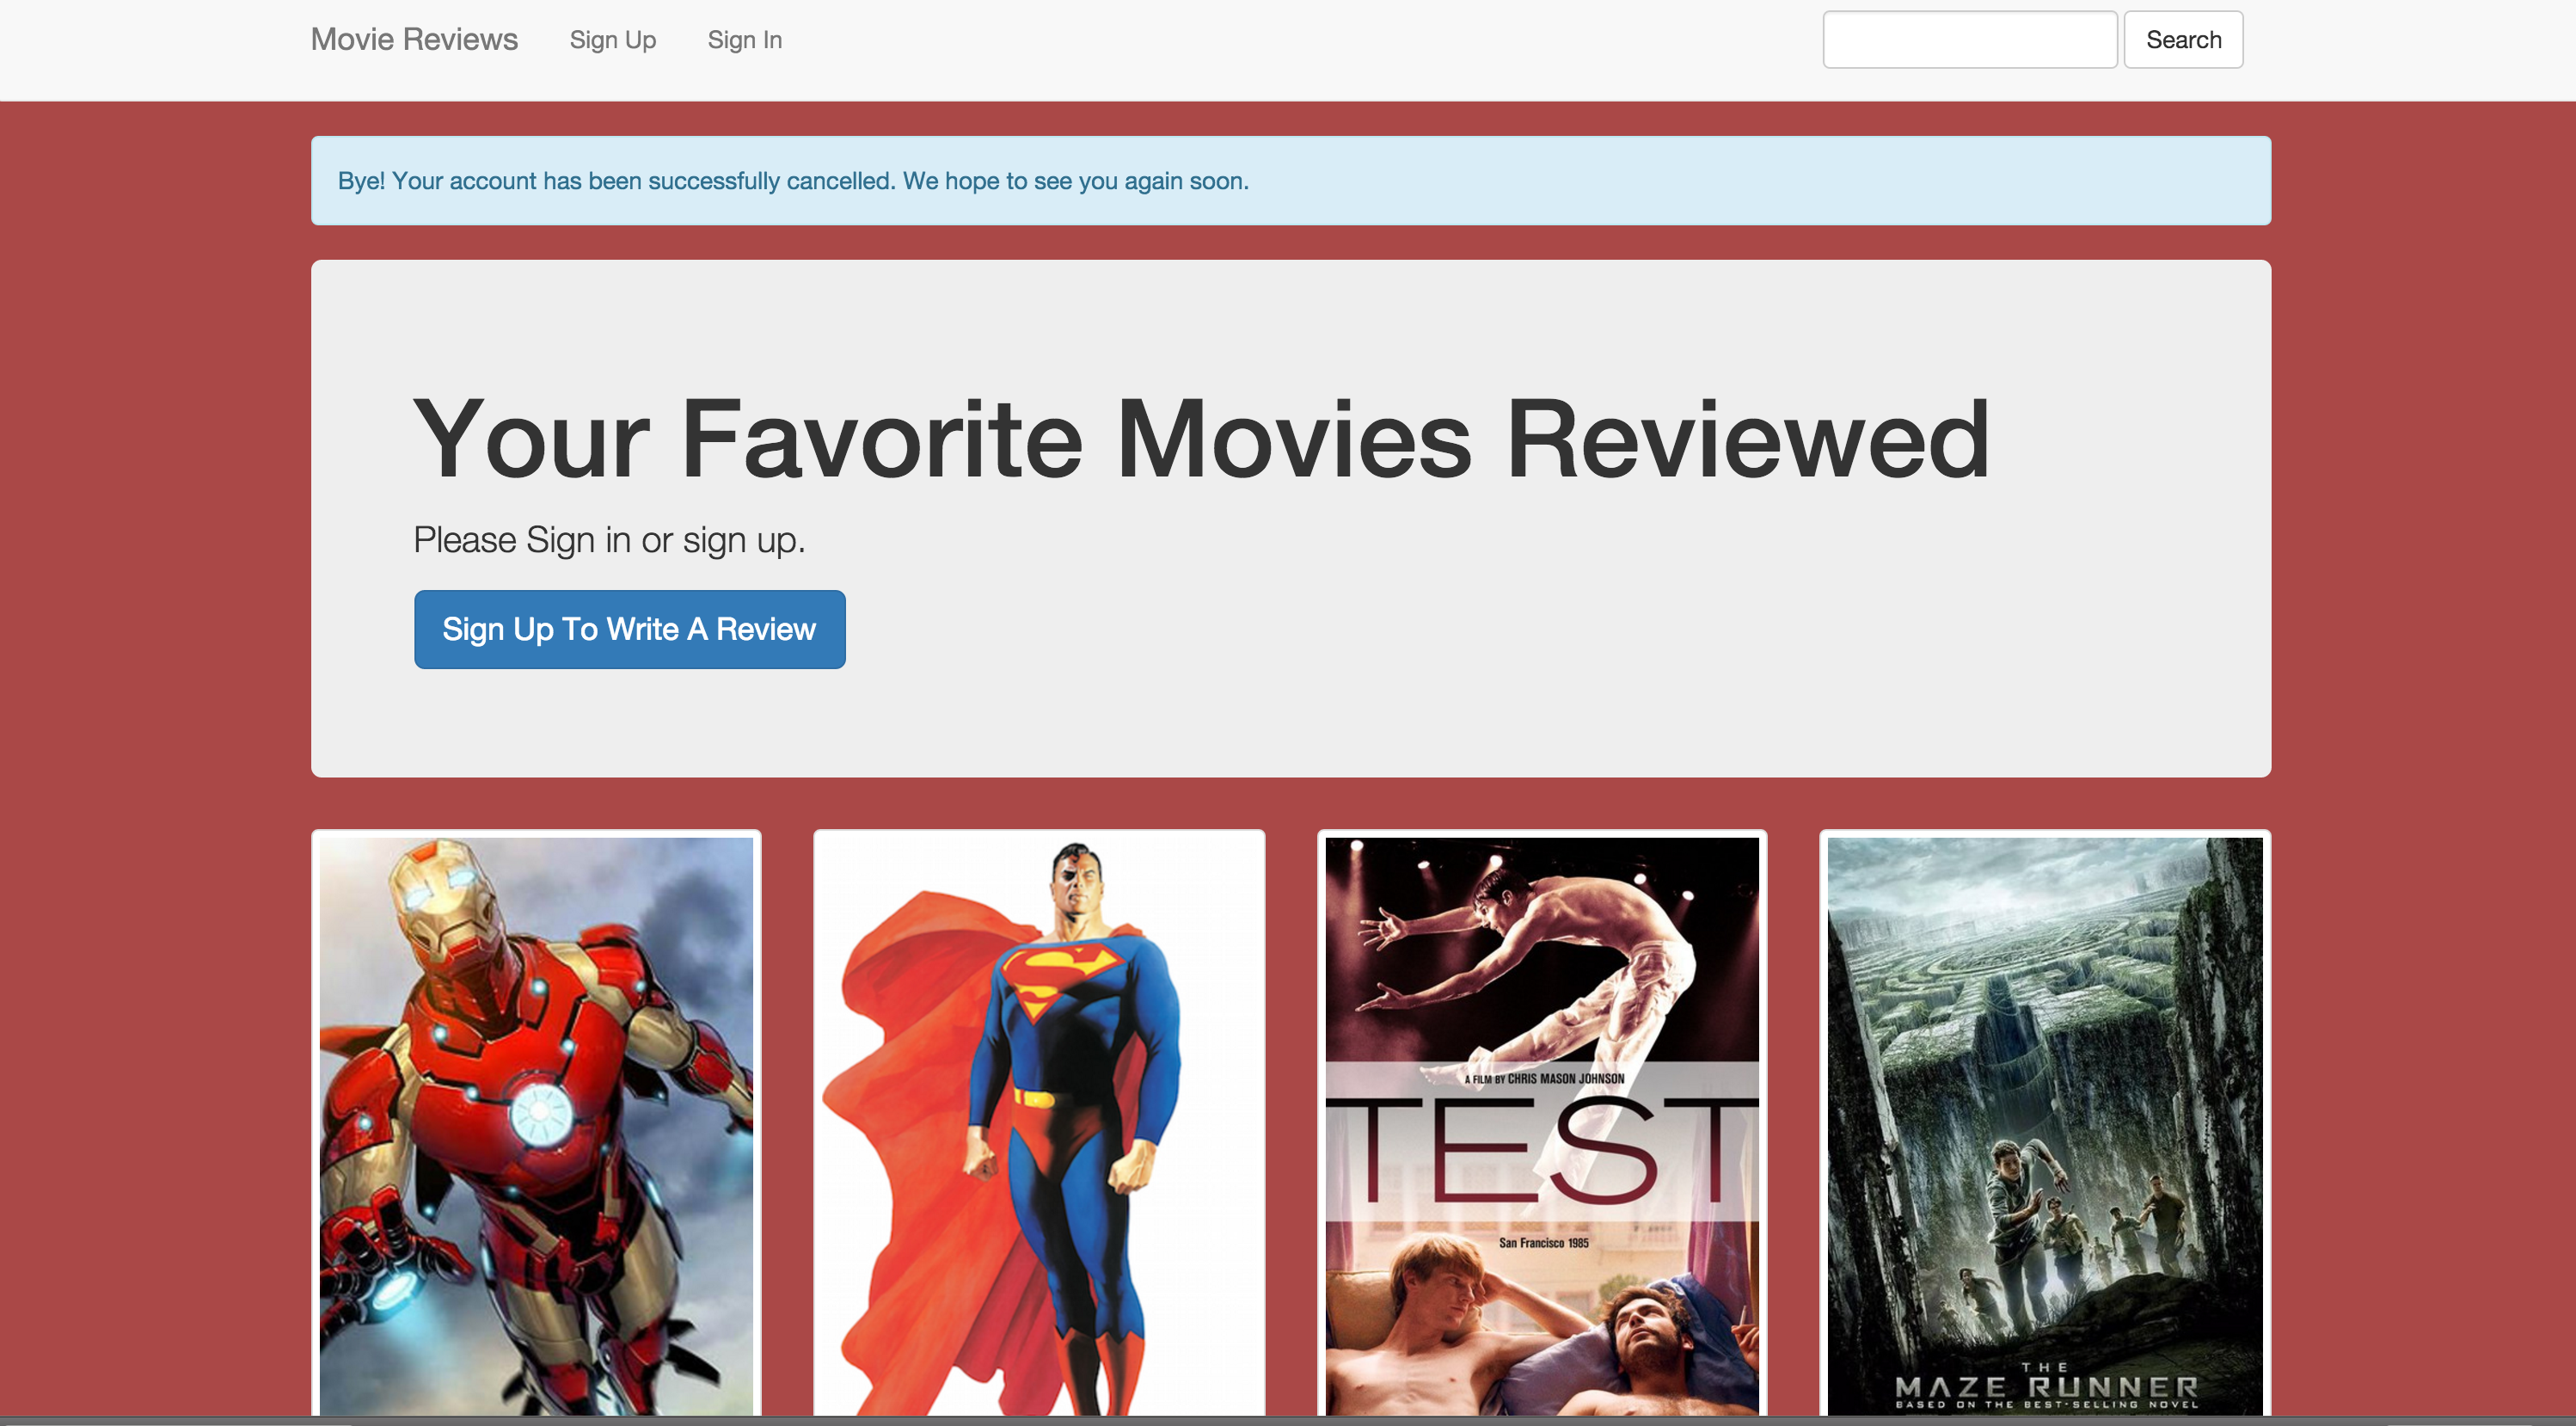 Movie Reviews Sign Up Sign In Search
Bye! Your account has been successfully cancelled. We hope to see you again soon.
Your Favorite Movies Reviewed
Please Sign in or sign up.
Sign Up To Write A Review
A FILM BY CHRIS MASON JOHNSON
TEST
San Francisco 1985
THE
MAZE RUNNER
BASED ON THE BEST-SELLING NOVEL